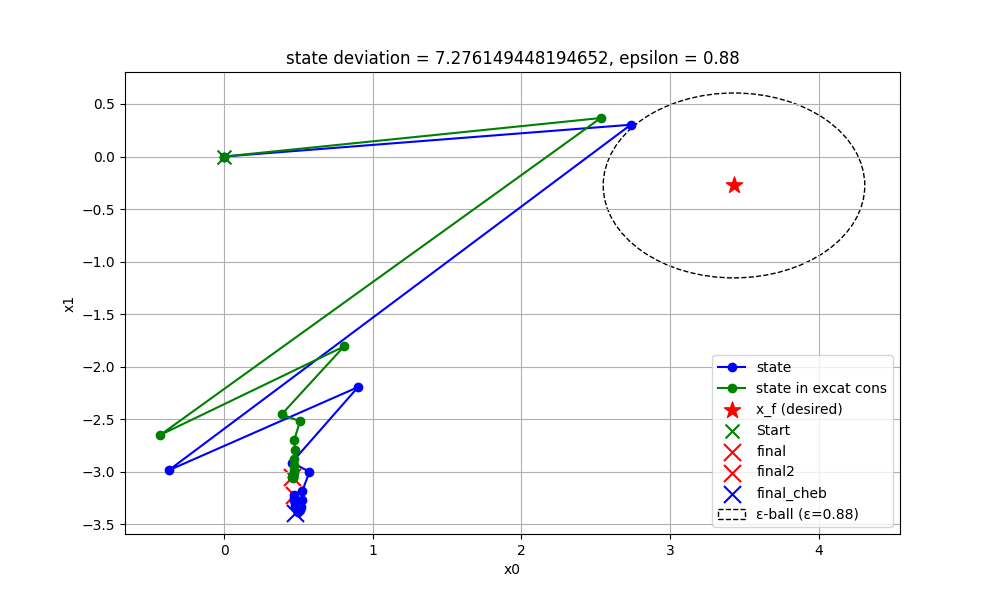 state deviation = 7.276149448194652, epsilon = 0.88
x1
0.5
0.0
−0.5
−1.0
−1.5
−2.0
−2.5
−3.0
−3.5
state
state in excat cons
x_f (desired)
Start
final
final2
final_cheb
ε-ball (ε=0.88)
0 1 2 3 4
x0